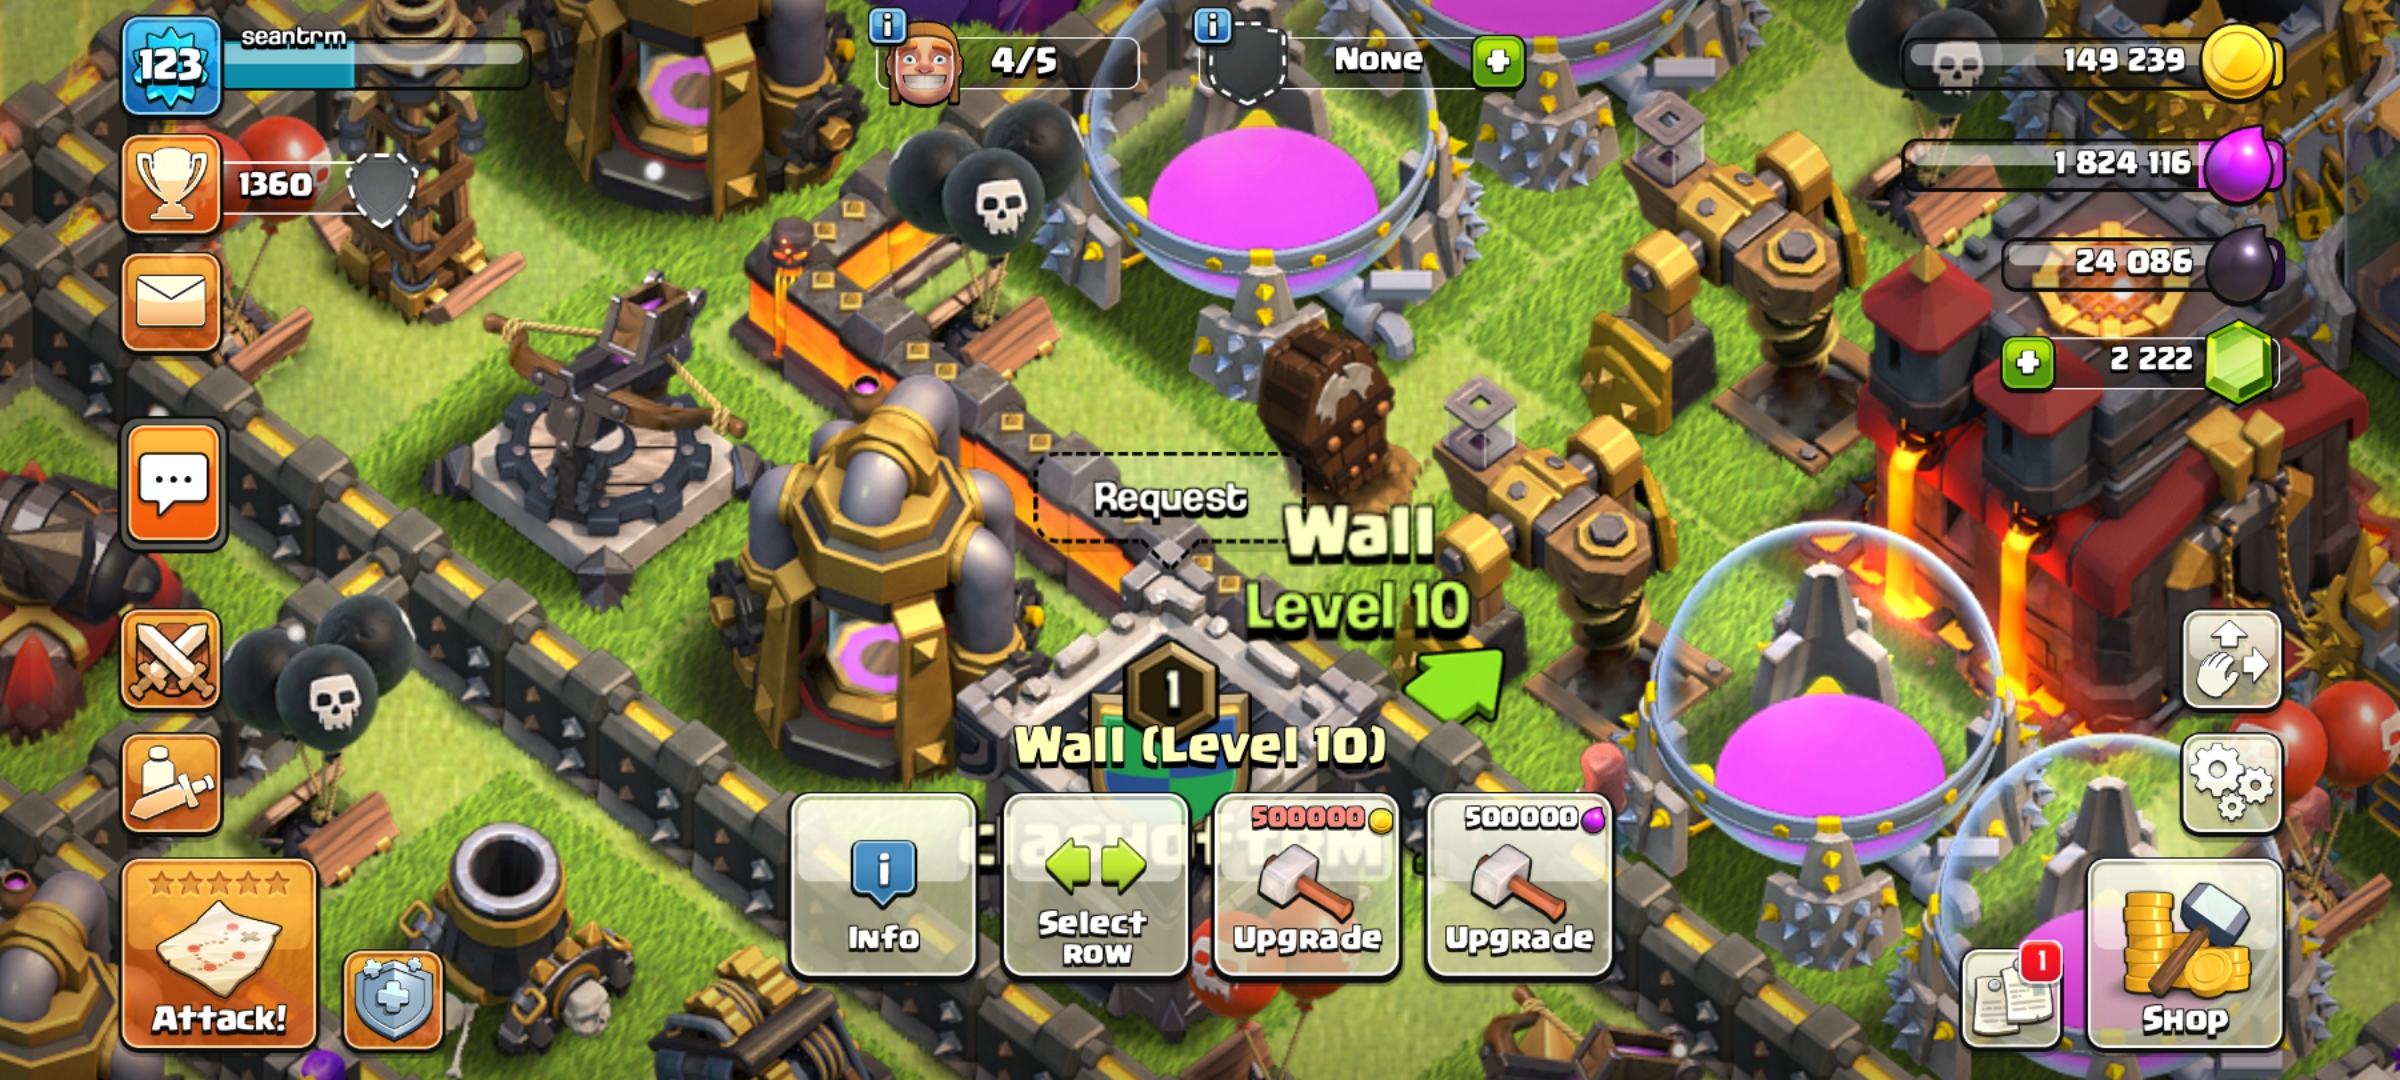 123
seantrm
4/5
None
149 239
1360
1 824 116
24 086
2 222
Request
Wall
Level 10
1
Wall (Level 10)
500000
500000
Info
Select
Row
Upgrade
Upgrade
Attack!
1
Shop